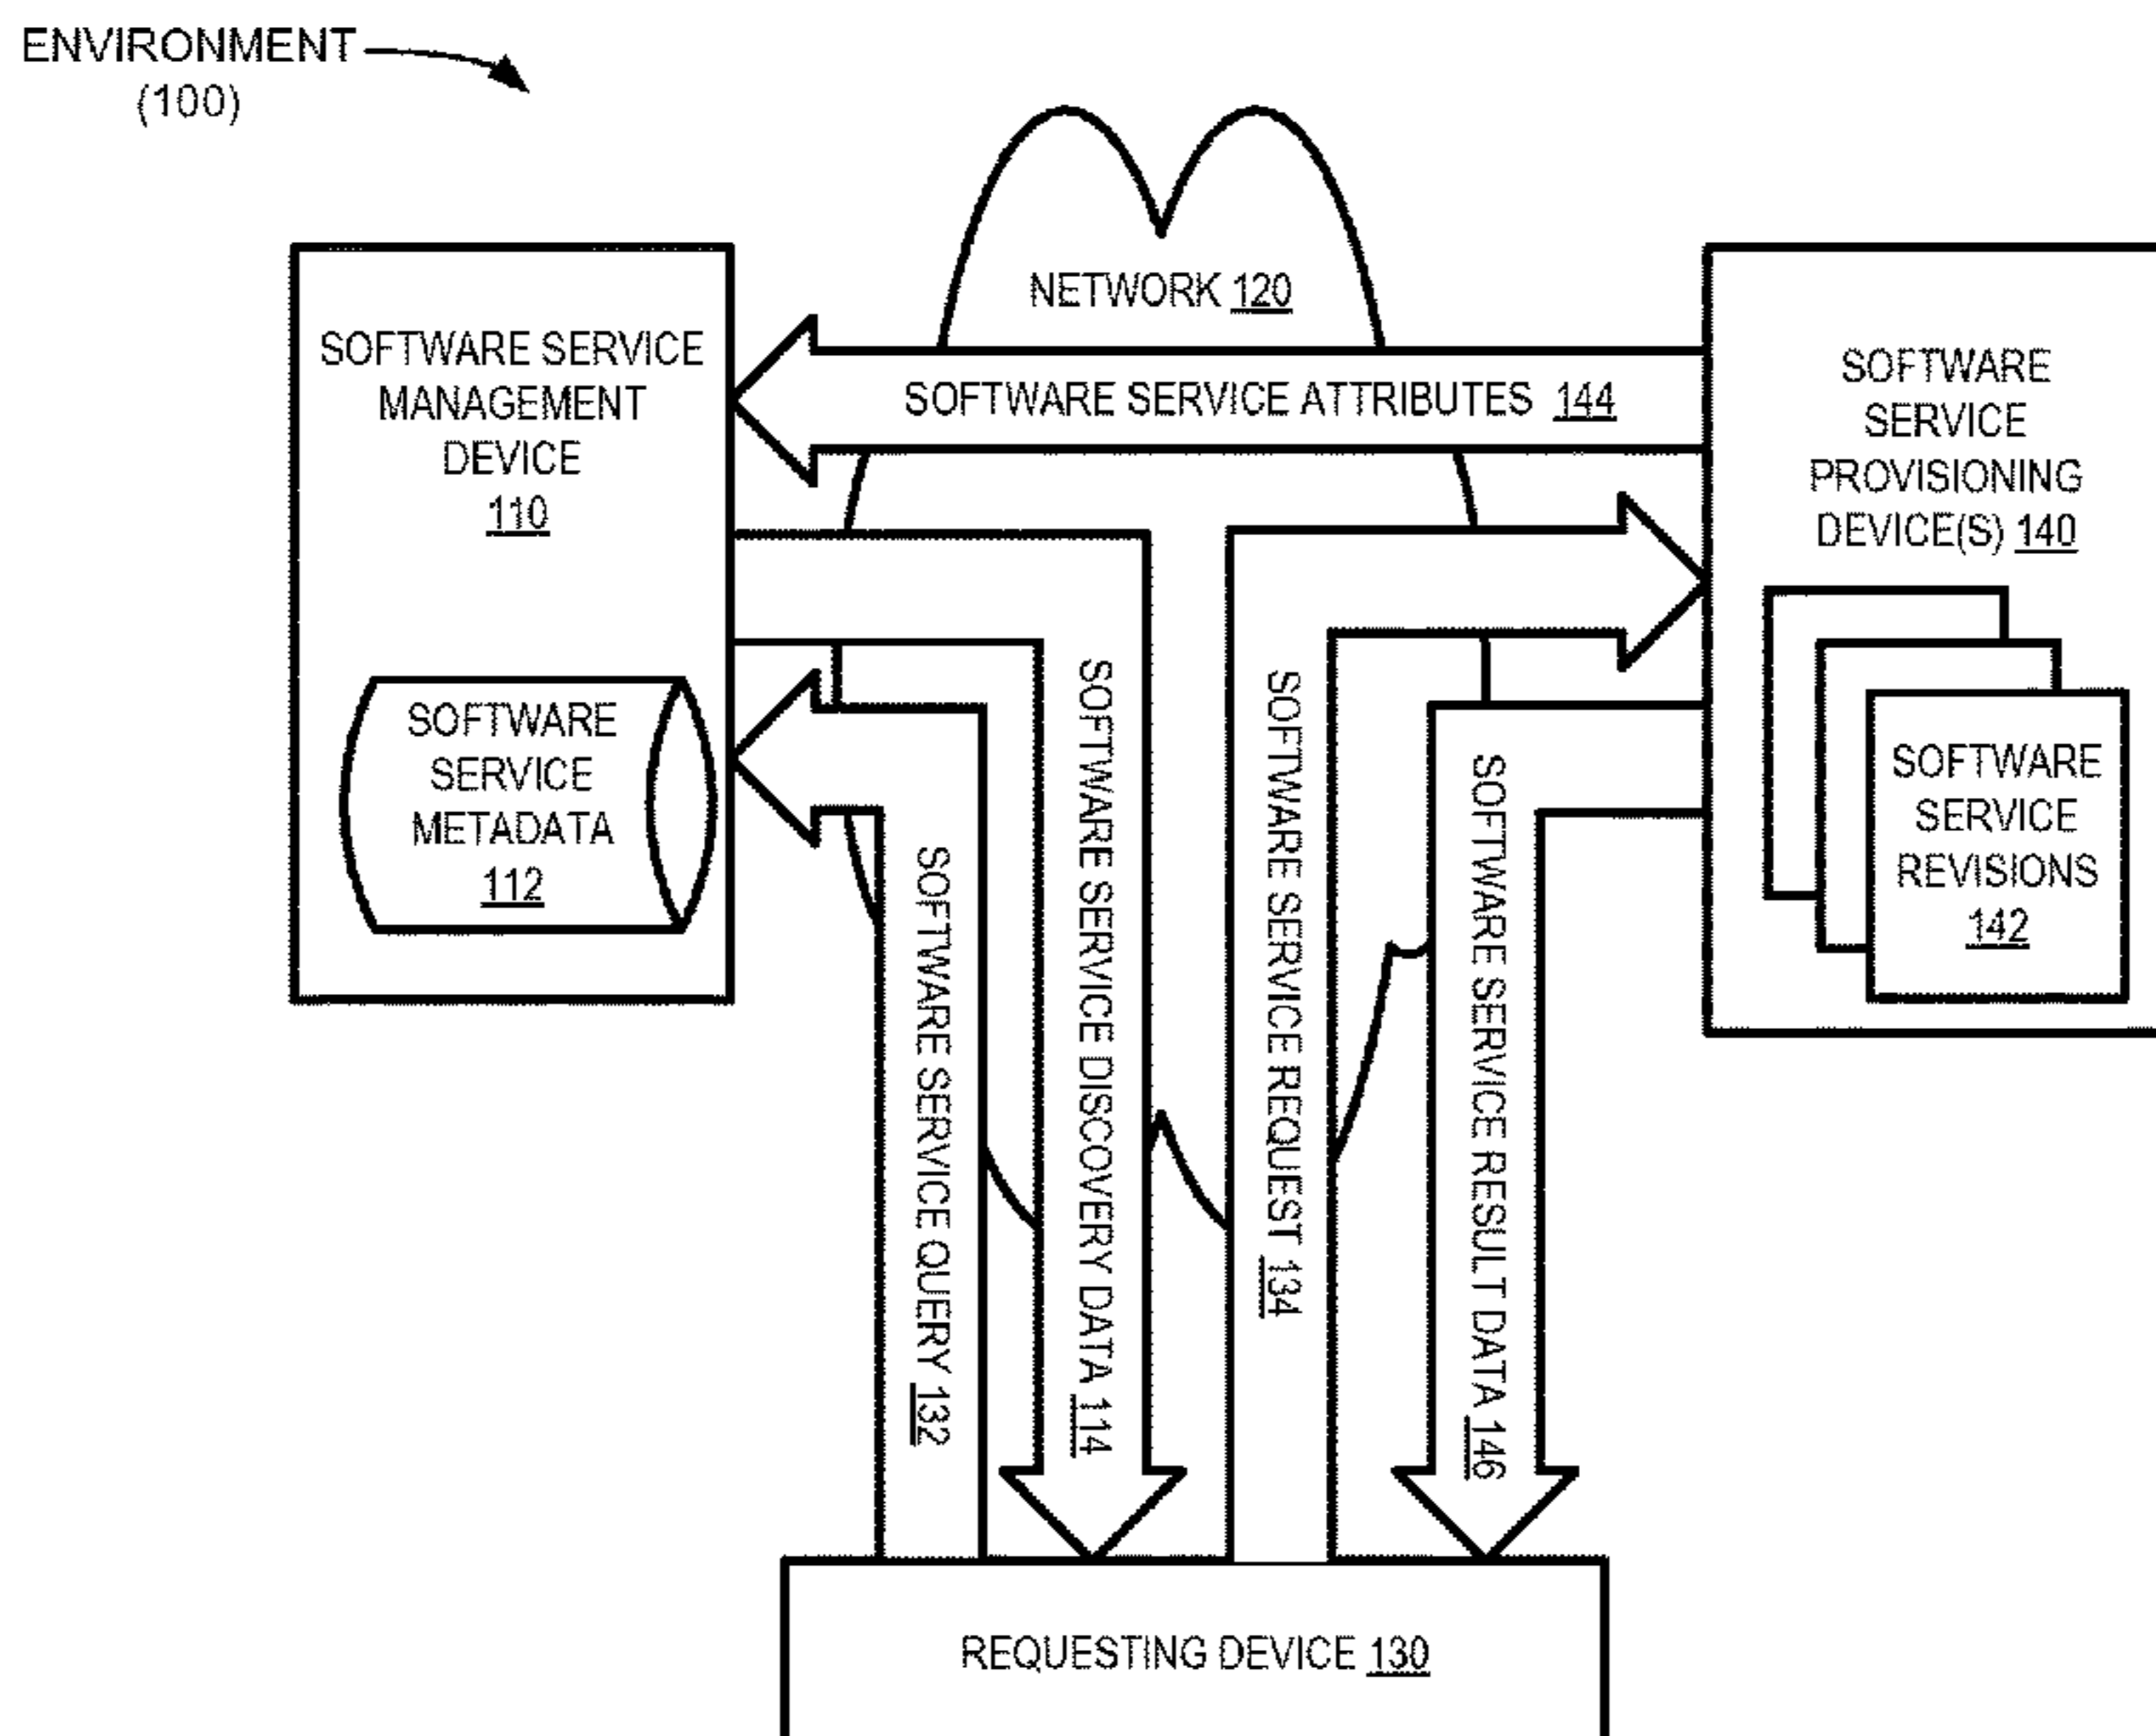 ENVIRONMENT
(100)
NETWORK 120
SOFTWARE SERVICE
MANAGEMENT
DEVICE
110
SOFTWARE SERVICE ATTRIBUTES 144
SOFTWARE
SERVICE
PROVISIONING
DEVICE(S) 140
SOFTWARE
SERVICE
METADATA
112
SOFTWARE SERVICE QUERY 132
SOFTWARE SERVICE DISCOVERY DATA 114
SOFTWARE SERVICE REQUEST 134
SOFTWARE SERVICE RESULT DATA 146
SOFTWARE
SERVICE
REVISIONS
142
REQUESTING DEVICE 130